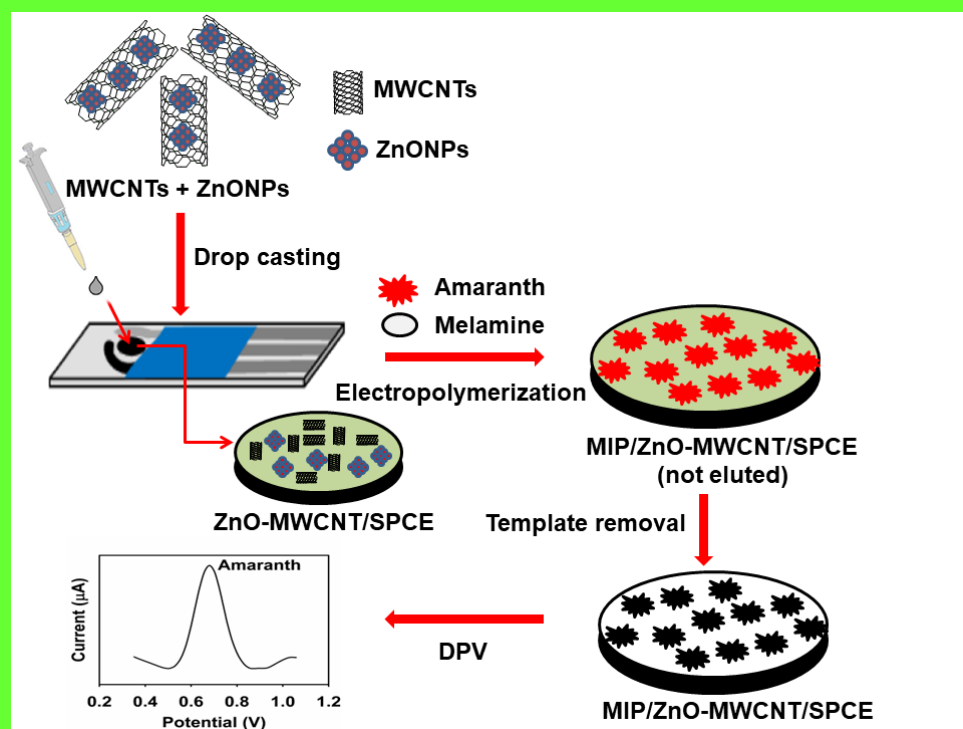 MWCNTs
ZnONPs
MWCNTs + ZnONPs
Drop casting
Amaranth
Melamine
Electropolymerization
MIP/ZnO-MWCNT/SPCE
(not eluted)
ZnO-MWCNT/SPCE
Template removal
Amaranth
Current (μA)
0.2 0.4 0.6 0.8 1.0 1.2
Potential (V)
DPV
MIP/ZnO-MWCNT/SPCE